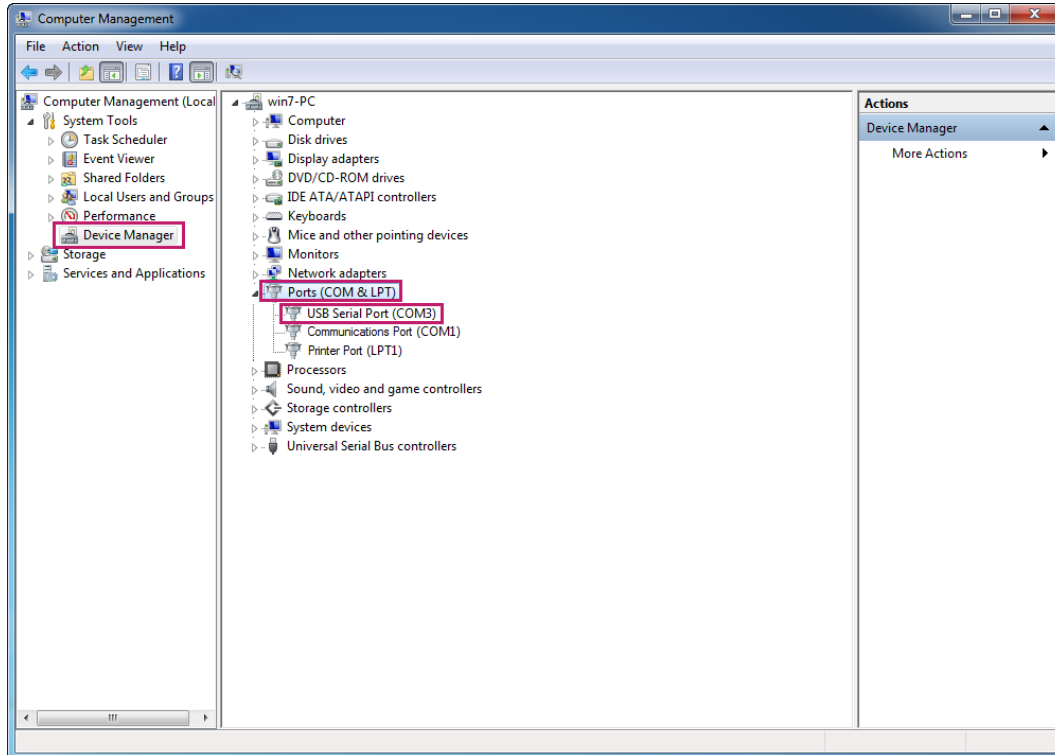 Computer Management
File Action View Help
Computer Management (Local
System Tools
Task Scheduler
Event Viewer
Shared Folders
Local Users and Groups
Performance
Device Manager
Storage
Services and Applications
win7-PC
Computer
Disk drives
Display adapters
DVD/CD-ROM drives
IDE ATA/ATAPI controllers
Keyboards
Mice and other pointing devices
Monitors
Network adapters
Ports (COM & LPT)
USB Serial Port (COM3)
Communications Port (COM1)
Printer Port (LPT1)
Processors
Sound, video and game controllers
Storage controllers
System devices
Universal Serial Bus controllers
Actions
Device Manager
More Actions